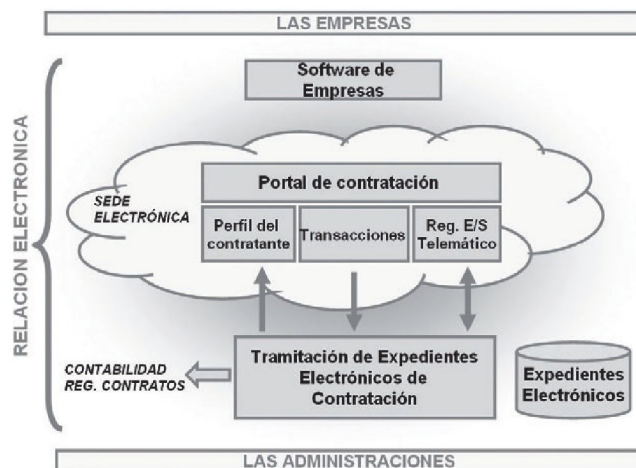 LAS EMPRESAS
RELACION ELECTRONICA
Software de
Empresas
SEDE
ELECTRÓNICA
Portal de contratación
Perfil del
contratante
Transacciones
Reg. E/S
Telemático
CONTABILIDAD
REG. CONTRATOS
Tramitación de Expedientes
Electrónicos de
Contratación
Expedientes
Electrónicos
LAS ADMINISTRACIONES